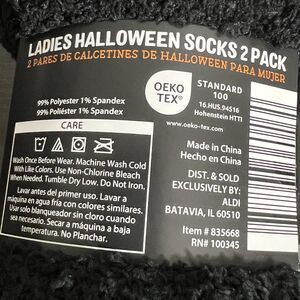 LADIES HALLOWEEN SOCKS 2 PACK
2 PARES DE CALCETINES DE HALLOWEEN PARA MUJER
OEKO
TEX®
STANDARD
100
16.HUS.94516
Hohenstein HTTI
www.oeko-tex.com
99% Polyester 1% Spandex
99% Poliéster 1% Spandex
CARE
Wash Once Before Wear. Machine Wash Cold
With Like Colors. Use Non-Chlorine Bleach
When Needed. Tumble Dry Low. Do Not Iron.
Lavar antes del primer uso. Lavar a
máquina en agua fría con colores similares.
Usar solo blanqueador sin cloro cuando
sea necesario. Secar a máquina a baja
temperatura. No Planchar.
Made in China
Hecho en China
DIST. & SOLD
EXCLUSIVELY BY:
ALDI
BATAVIA, IL 60510
Item # 835668
RN# 100345